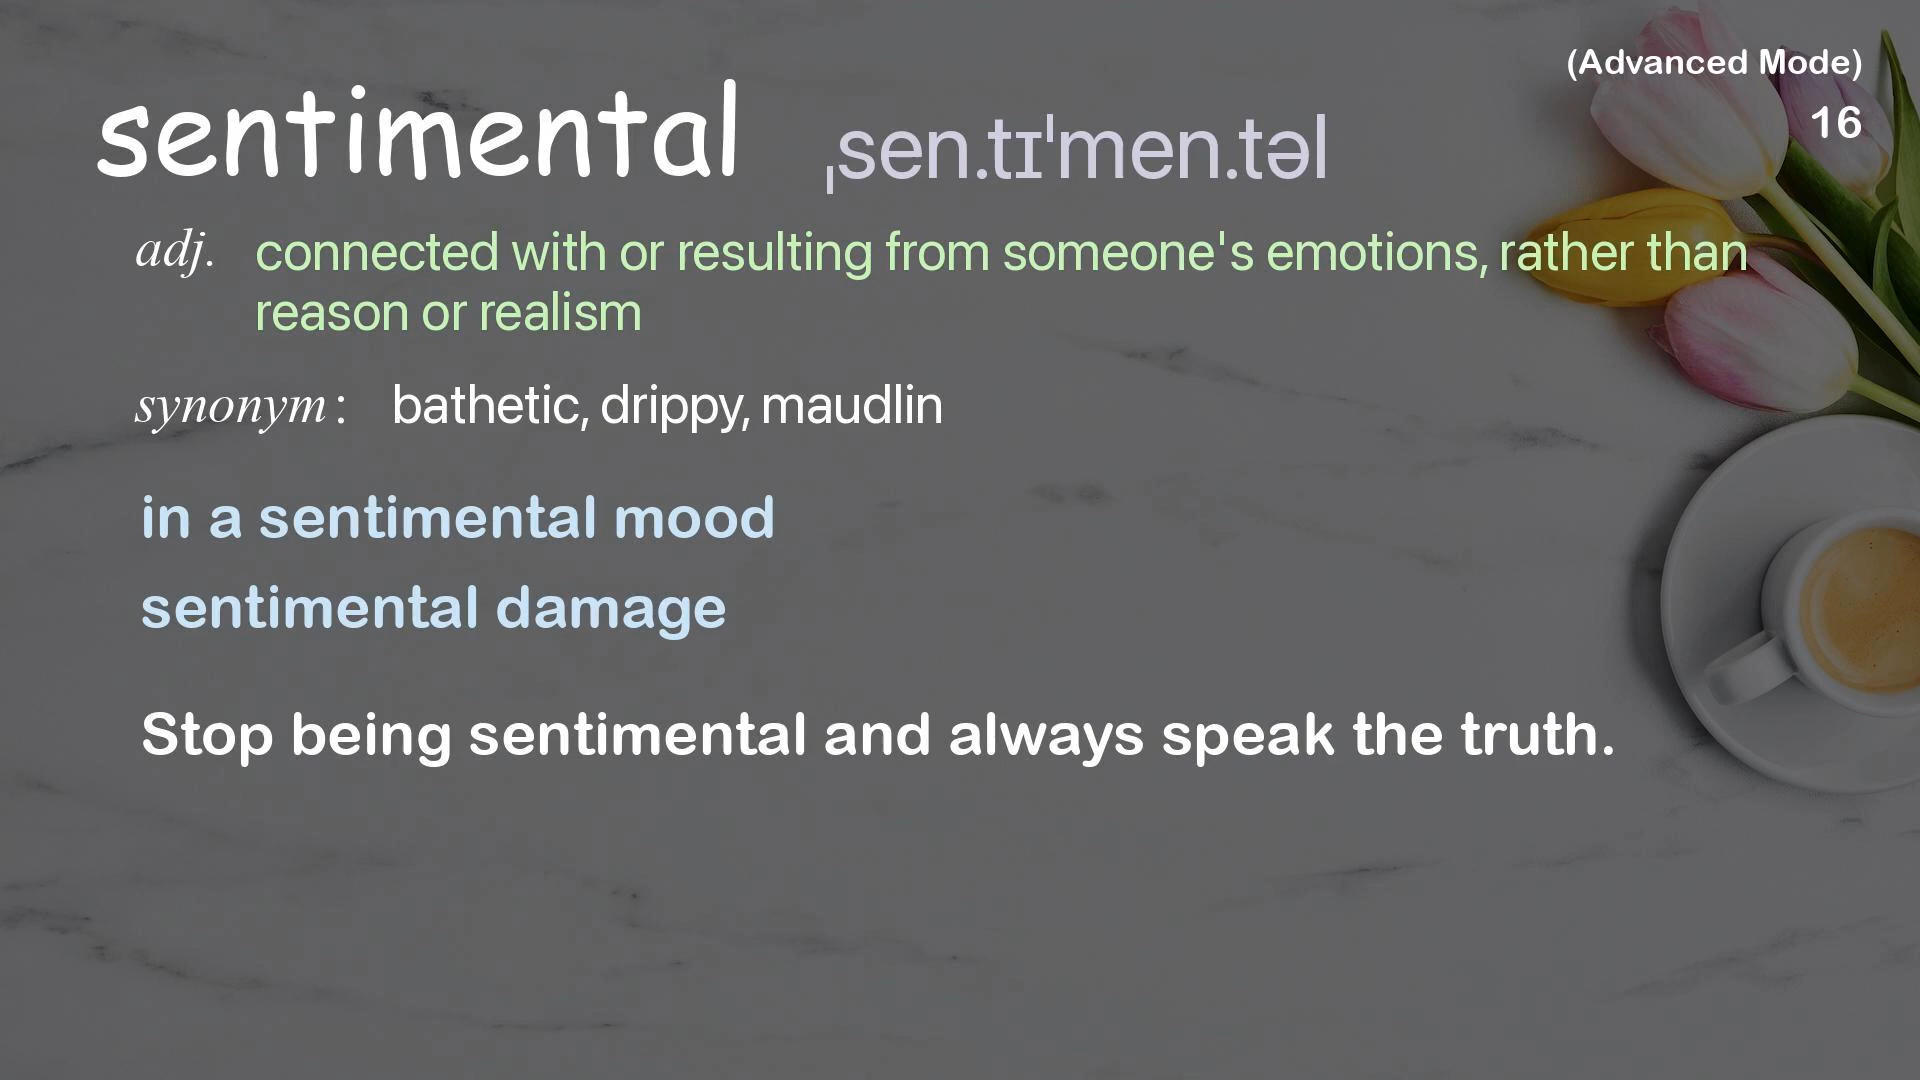 (Advanced Mode)
16
sentimental ˌsen.tɪˈmen.təl
adj. connected with or resulting from someone's emotions, rather than
reason or realism
synonym: bathetic, drippy, maudlin
in a sentimental mood
sentimental damage
Stop being sentimental and always speak the truth.